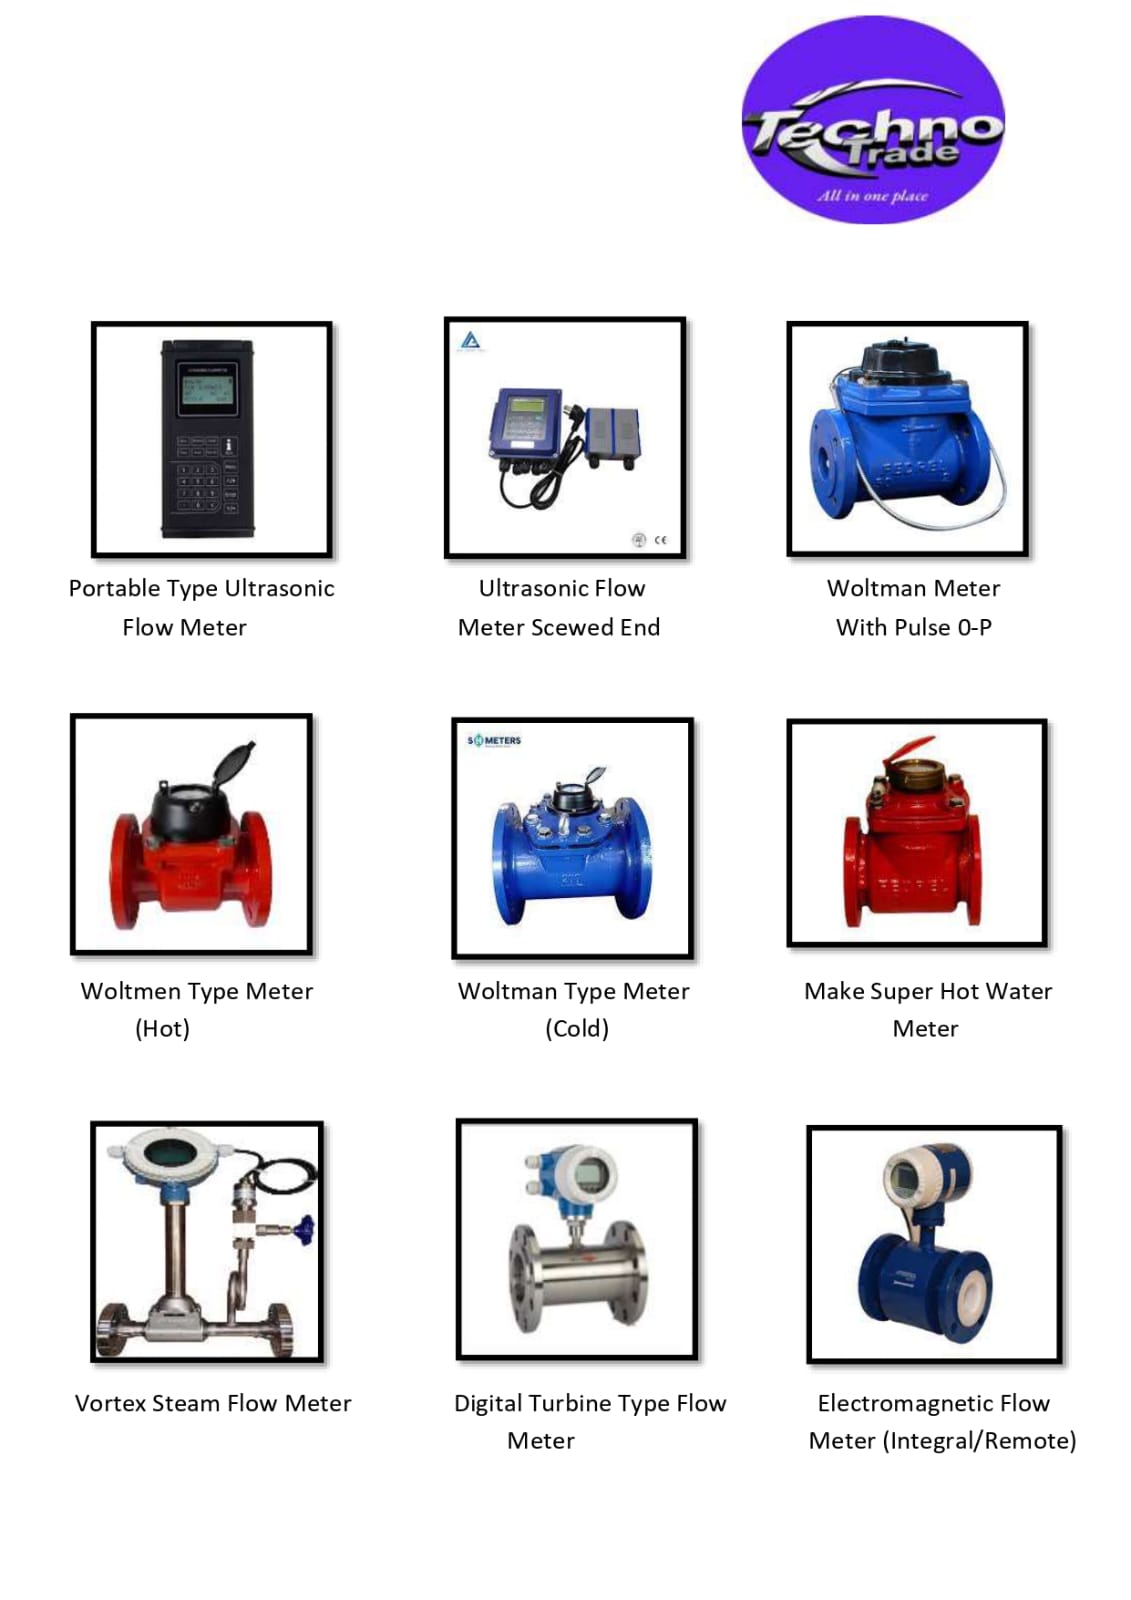 Techno
Trade
All in one place
CE
Portable Type Ultrasonic
Flow Meter
Ultrasonic Flow
Meter Scewed End
Woltman Meter
With Pulse 0-P
SHMETERS
Woltmen Type Meter
(Hot)
Woltman Type Meter
(Cold)
Make Super Hot Water
Meter
Vortex Steam Flow Meter
Digital Turbine Type Flow
Meter
Electromagnetic Flow
Meter (Integral/Remote)